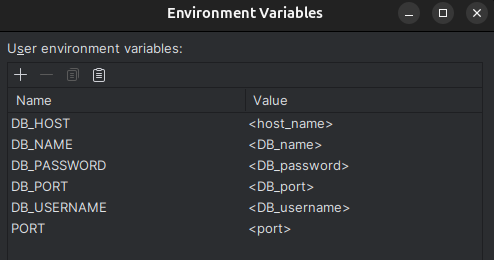 Environment Variables
User environment variables:
Name Value
DB_HOST <host_name>
DB_NAME <DB_name>
DB_PASSWORD <DB_password>
DB_PORT <DB_port>
DB_USERNAME <DB_username>
PORT <port>